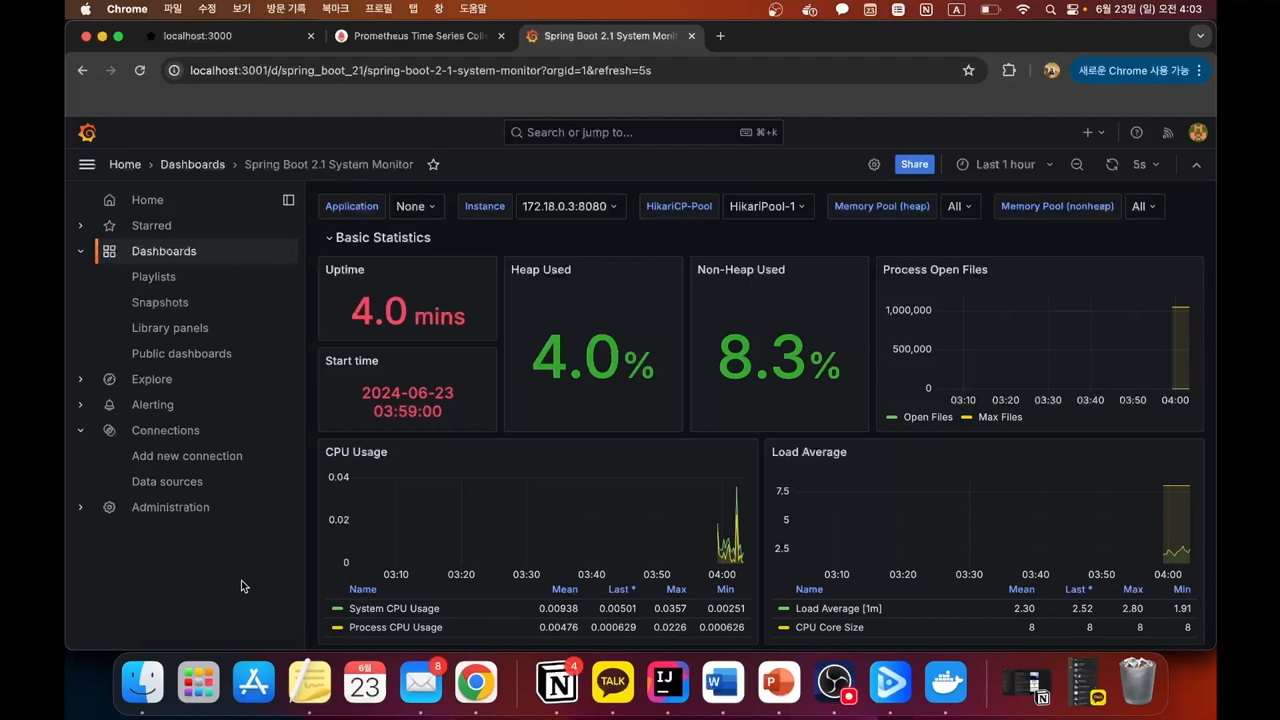 Chrome 파일 수정 보기 방문 기록 북마크 프로필 탭 창 도움말 23 A 6월 23일 (일) 오전 4:03
localhost:3000 Prometheus Time Series Coll Spring Boot 2.1 System Moni
localhost:3001/d/spring_boot_21/spring-boot-2-1-system-monitor?orgid=1&refresh=5s 새로운 Chrome 사용 가능
Search or jump to... ⌘+k
Home > Dashboards > Spring Boot 2.1 System Monitor Share Last 1 hour 5s
Home
Starred
Dashboards
Playlists
Snapshots
Library panels
Public dashboards
Explore
Alerting
Connections
Add new connection
Data sources
Administration
Application None Instance 172.18.0.3:8080 HikariCP-Pool HikariPool-1 Memory Pool (heap) All Memory Pool (nonheap) All
Basic Statistics
Uptime
4.0 mins
Start time
2024-06-23
03:59:00
Heap Used
4.0%
Non-Heap Used
8.3%
Process Open Files
1,000,000
500,000
0
03:10 03:20 03:30 03:40 03:50 04:00
Open Files Max Files
CPU Usage
0.04
0.02
0
03:10 03:20 03:30 03:40 03:50 04:00
Name Mean Last * Max Min
System CPU Usage 0.00938 0.00501 0.0357 0.00251
Process CPU Usage 0.00476 0.000629 0.0226 0.000626
Load Average
7.5
5
2.5
03:10 03:20 03:30 03:40 03:50 04:00
Name Mean Last * Max Min
Load Average [1m] 2.30 2.52 2.80 1.91
CPU Core Size 8 8 8 8
6월
23
8
4
TALK
IJ
W
P